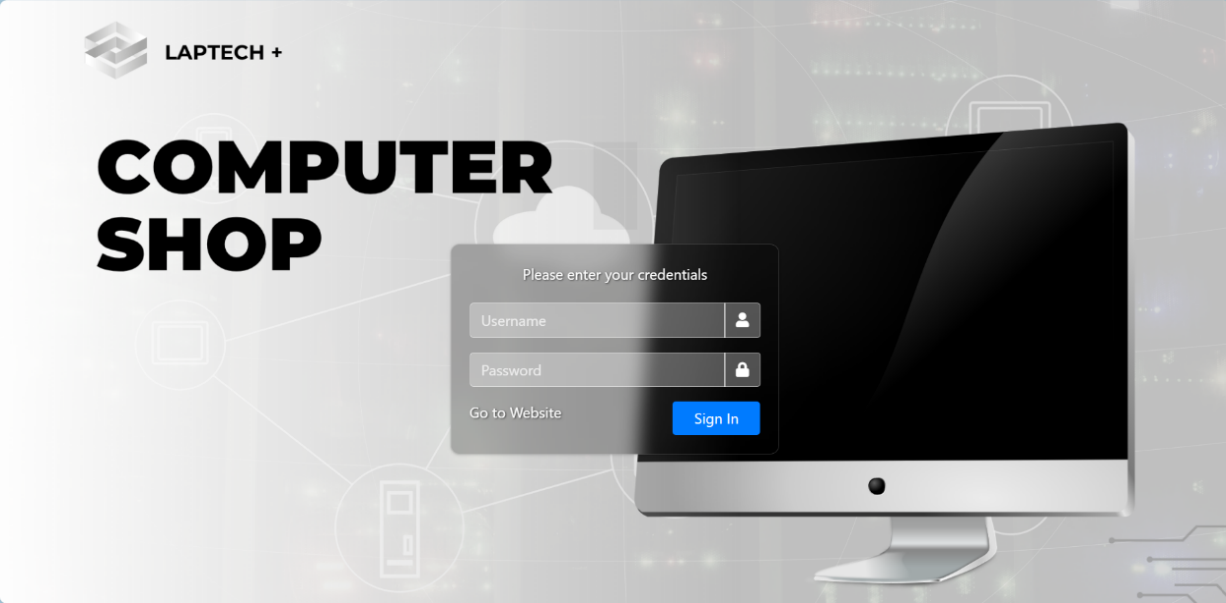 LAPTECH +
COMPUTER
SHOP
Please enter your credentials
Username
Password
Go to Website
Sign In